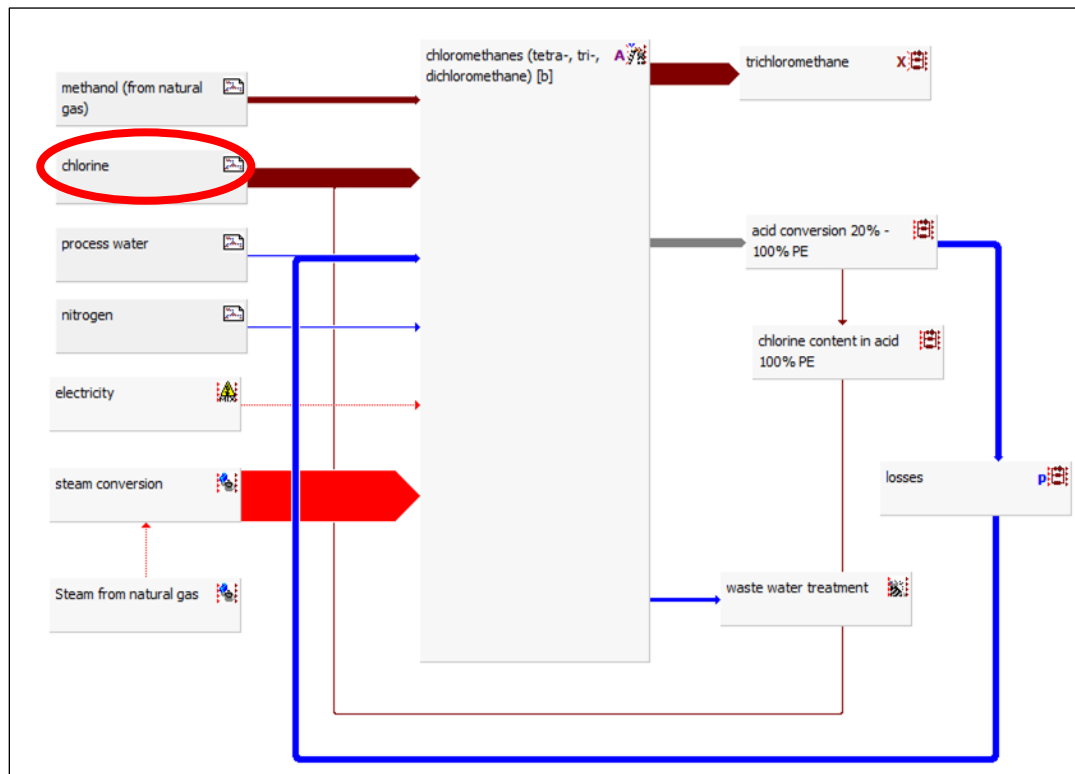 methanol (from natural
gas)
chlorine
process water
nitrogen
electricity
MIX
steam conversion
Steam from natural gas
chloromethanes (tetra-, tri-,
dichloromethane) [b]
A
trichloromethane
X
acid conversion 20% -
100% PE
chlorine content in acid
100% PE
losses
p
waste water treatment